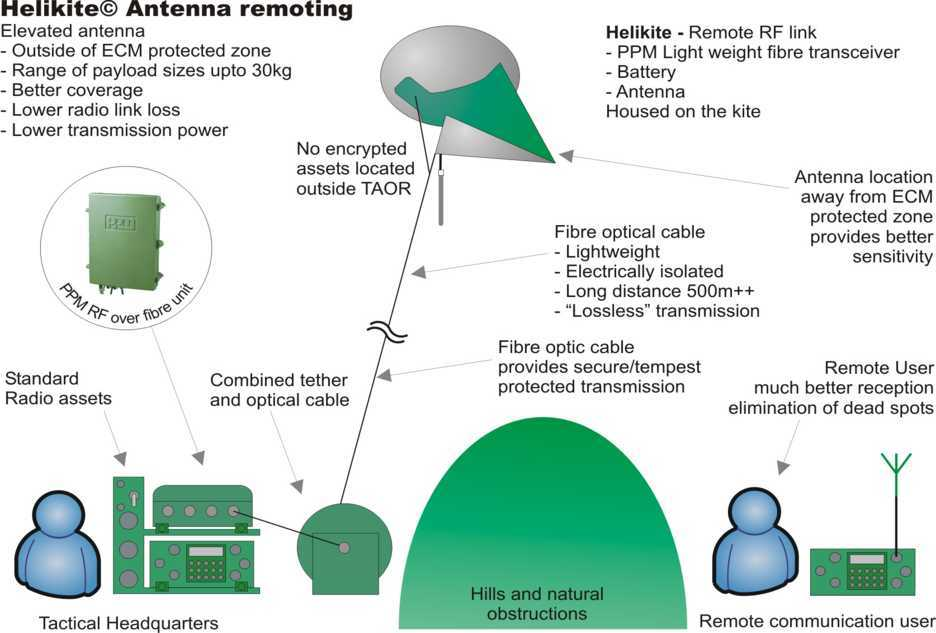 Helikite© Antenna remoting
Elevated antenna
- Outside of ECM protected zone
- Range of payload sizes upto 30kg
- Better coverage
- Lower radio link loss
- Lower transmission power
Helikite - Remote RF link
- PPM Light weight fibre transceiver
- Battery
- Antenna
Housed on the kite
No encrypted
assets located
outside TAOR
Antenna location
away from ECM
protected zone
provides better
sensitivity
ppm
PPM RF over fibre unit
Fibre optical cable
- Lightweight
- Electrically isolated
- Long distance 500m++
- “Lossless” transmission
Fibre optic cable
provides secure/tempest
protected transmission
Standard
Radio assets
Combined tether
and optical cable
Remote User
much better reception
elimination of dead spots
Hills and natural
obstructions
Tactical Headquarters
Remote communication user